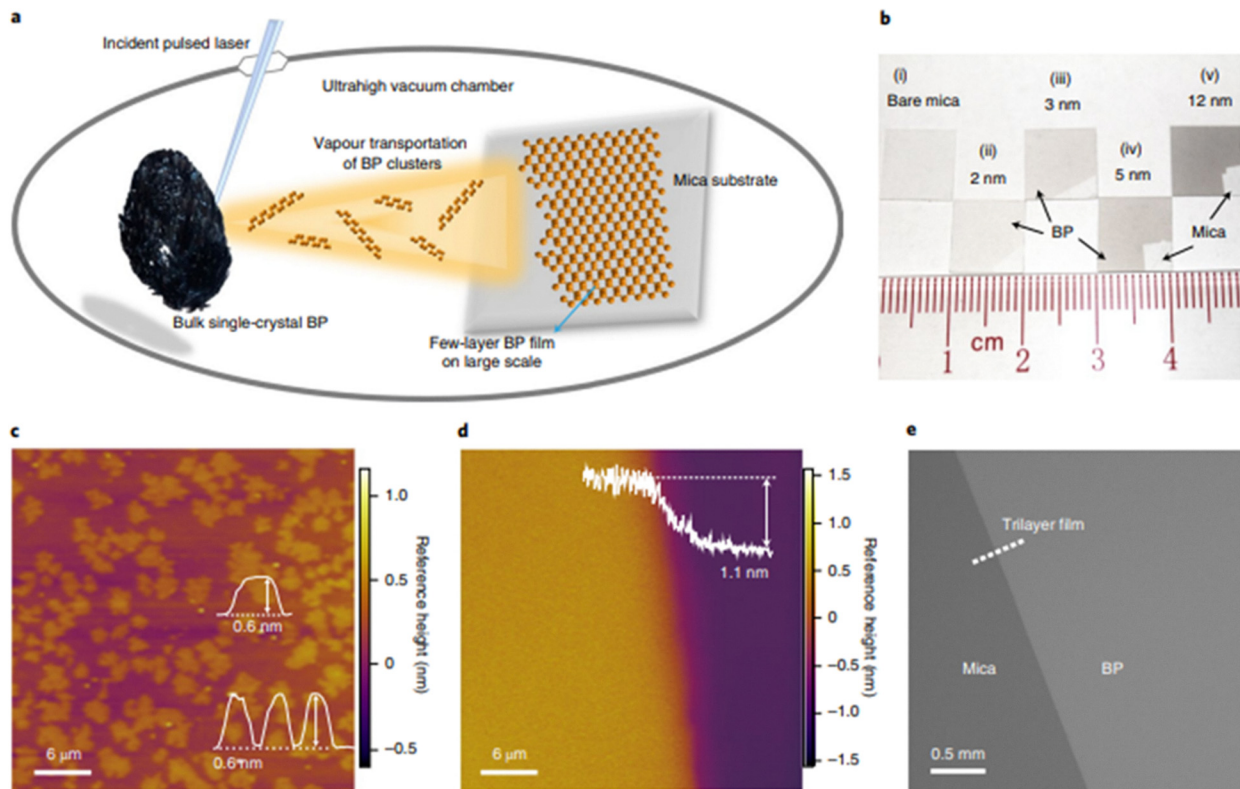 a
Incident pulsed laser
Ultrahigh vacuum chamber
Vapour transportation
of BP clusters
Mica substrate
Bulk single-crystal BP
Few-layer BP film
on large scale
b
(i)
Bare mica
(ii)
2 nm
(iii)
3 nm
(iv)
5 nm
(v)
12 nm
BP
Mica
cm
1
2
3
4
c
0.6 nm
0.6 nm
6 µm
1.0
0.5
0
–0.5
Reference height (nm)
d
1.1 nm
6 µm
1.5
1.0
0.5
0
–0.5
–1.0
–1.5
Reference height (nm)
e
Trilayer film
Mica
BP
0.5 mm